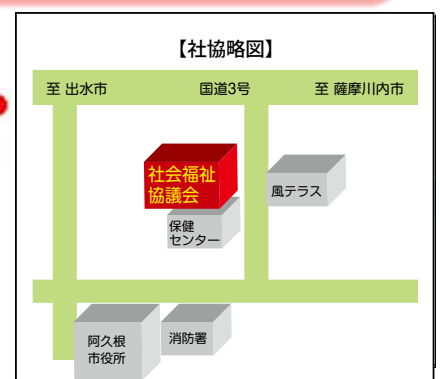 【社協略図】
至 出水市
国道3号
至 薩摩川内市
社会福祉
協議会
風テラス
保健
センター
阿久根
市役所
消防署